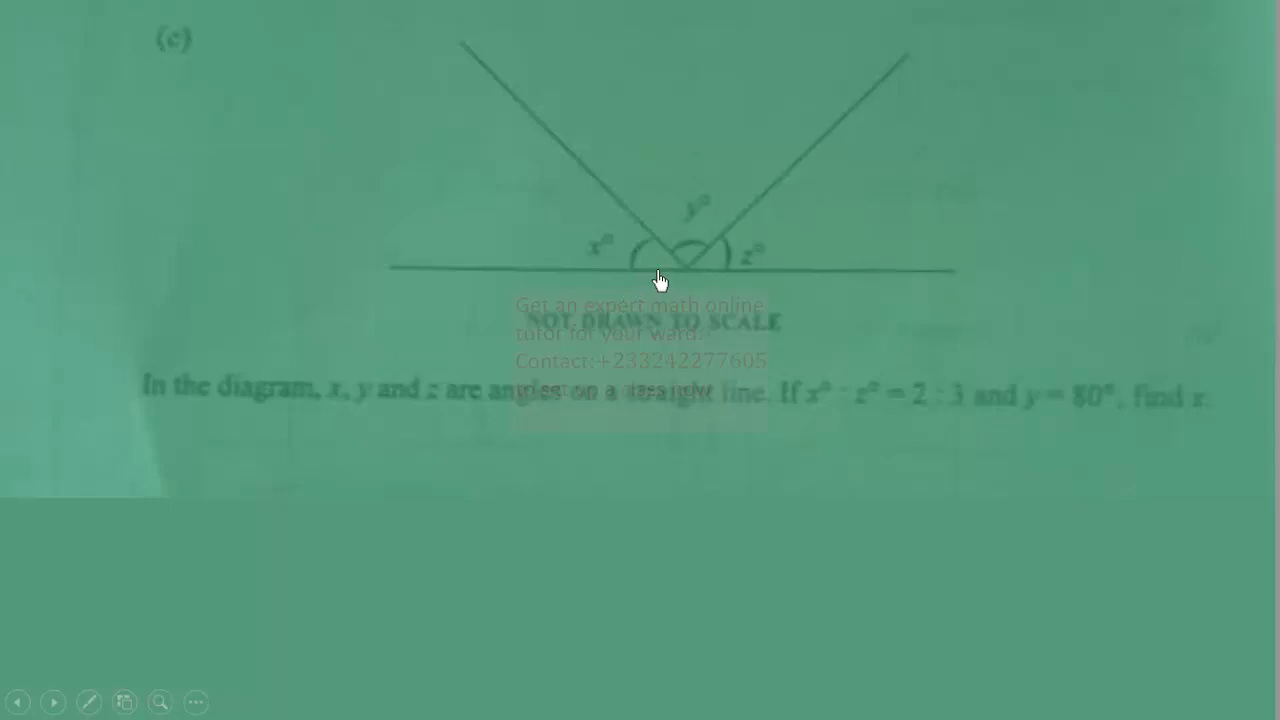 (c)
y°
x°
z°
Get an expert math online
NOT DRAWN TO SCALE
tutor for your ward.
Contact:+233242277605
In the diagram, x, y and z are angles on a straight line. If x° : z° = 2 : 3 and y = 80°, find x.